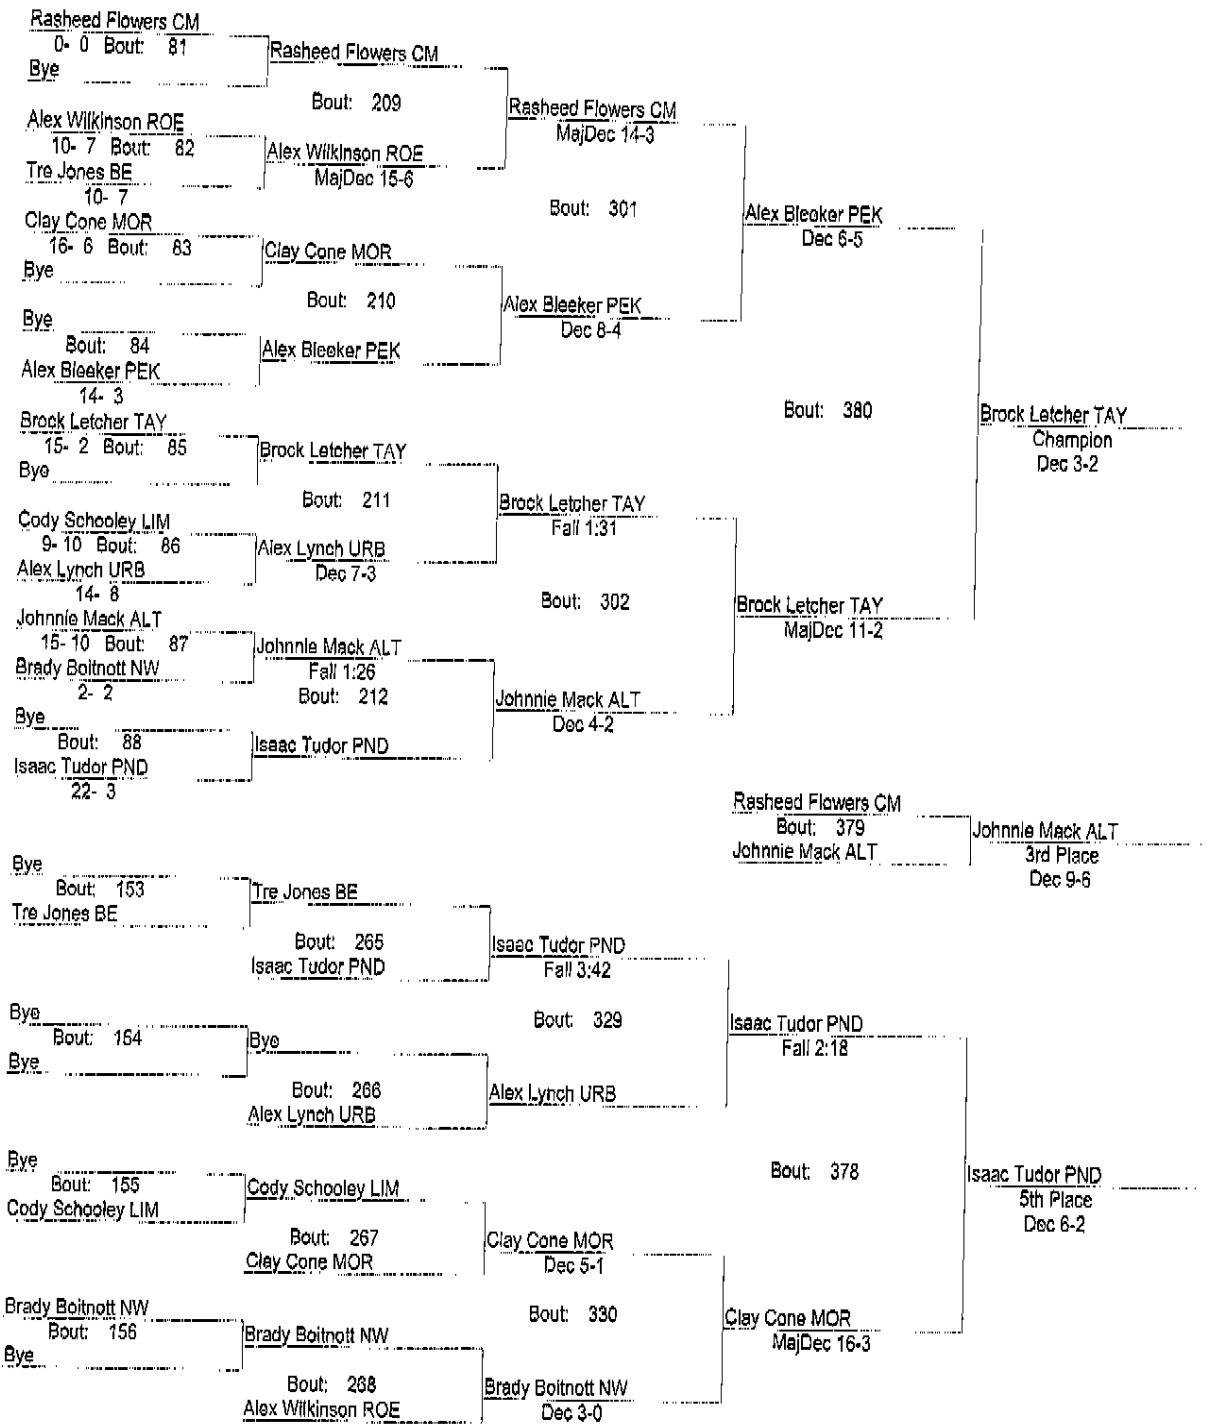 Rasheed Flowers CM
0- 0 Bout: 81
Bye
Rasheed Flowers CM
Bout: 209
Alex Wilkinson ROE
10- 7 Bout: 82
Tre Jones BE
10- 7
Alex Wilkinson ROE
MajDec 15-6
Rasheed Flowers CM
MajDec 14-3
Bout: 301
Clay Cone MOR
16- 6 Bout: 83
Bye
Clay Cone MOR
Bout: 210
Bye
Bout: 84
Alex Bleeker PEK
14- 3
Alex Bleeker PEK
Alex Bleeker PEK
Dec 8-4
Alex Bleeker PEK
Dec 6-5
Bout: 380
Brock Letcher TAY
15- 2 Bout: 85
Bye
Brock Letcher TAY
Bout: 211
Cody Schooley LIM
9- 10 Bout: 86
Alex Lynch URB
14- 8
Alex Lynch URB
Dec 7-3
Brock Letcher TAY
Fall 1:31
Bout: 302
Johnnie Mack ALT
15- 10 Bout: 87
Brady Boitnott NW
2- 2
Johnnie Mack ALT
Fall 1:26
Bout: 212
Bye
Bout: 88
Isaac Tudor PND
22- 3
Isaac Tudor PND
Johnnie Mack ALT
Dec 4-2
Brock Letcher TAY
MajDec 11-2
Brock Letcher TAY
Champion
Dec 3-2
Rasheed Flowers CM
Bout: 379
Johnnie Mack ALT
Johnnie Mack ALT
3rd Place
Dec 9-6
Bye
Bout: 153
Tre Jones BE
Tre Jones BE
Bout: 265
Isaac Tudor PND
Isaac Tudor PND
Fall 3:42
Bout: 329
Bye
Bout: 154
Bye
Bye
Bout: 266
Alex Lynch URB
Alex Lynch URB
Isaac Tudor PND
Fall 2:18
Bout: 378
Bye
Bout: 155
Cody Schooley LIM
Cody Schooley LIM
Bout: 267
Clay Cone MOR
Clay Cone MOR
Dec 5-1
Bout: 330
Brady Boitnott NW
Bout: 156
Bye
Brady Boitnott NW
Bout: 268
Alex Wilkinson ROE
Brady Boitnott NW
Dec 3-0
Clay Cone MOR
MajDec 16-3
Isaac Tudor PND
5th Place
Dec 6-2